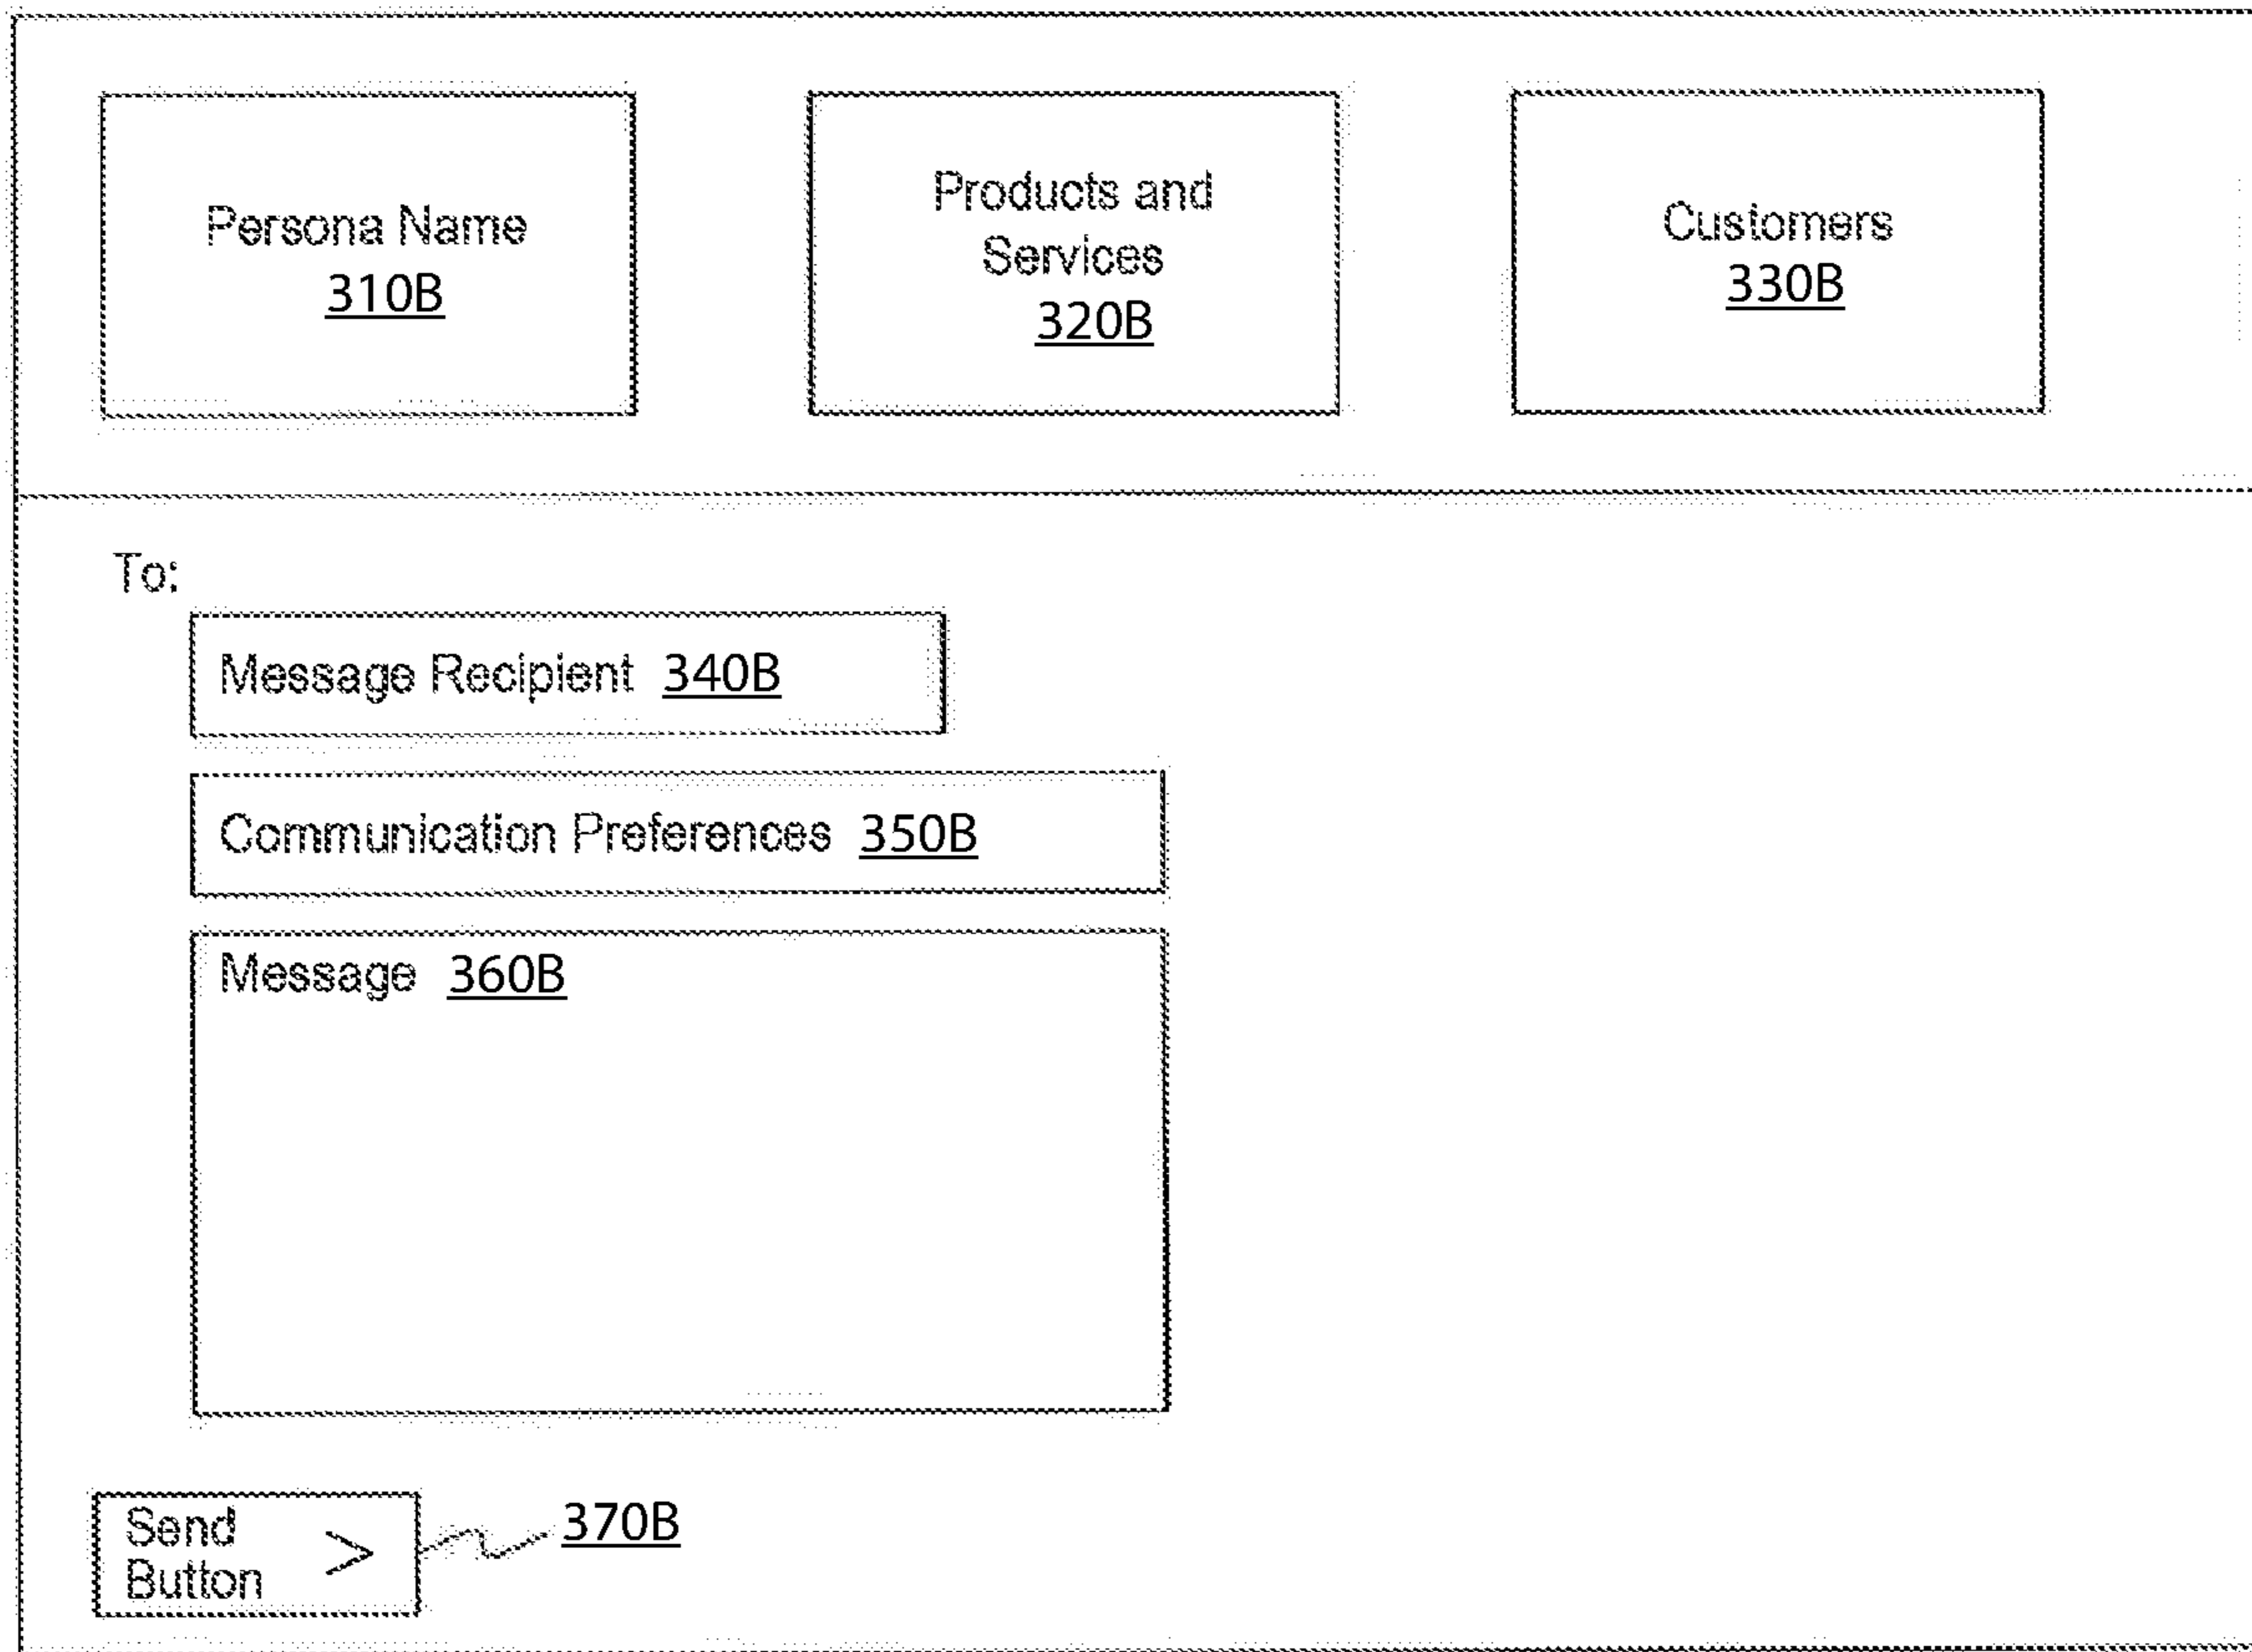 Persona Name
310B
Products and
Services
320B
Customers
330B
To:
Message Recipient 340B
Communication Preferences 350B
Message 360B
Send
Button >
370B